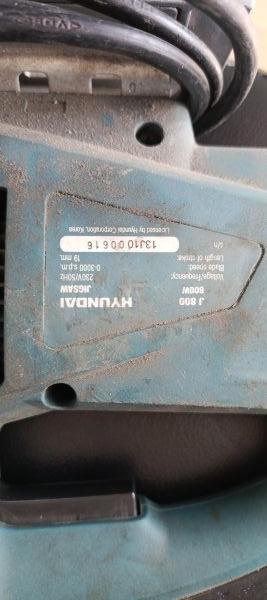 J 800 HYUNDAI
800W JIGSAW
Voltage/Frequency: 230V/50Hz
Blade speed: 0-3000 s.p.m.
Length of stroke: 19 mm.
s/n 13J1000616
Licensed by Hyundai Corporation, Korea